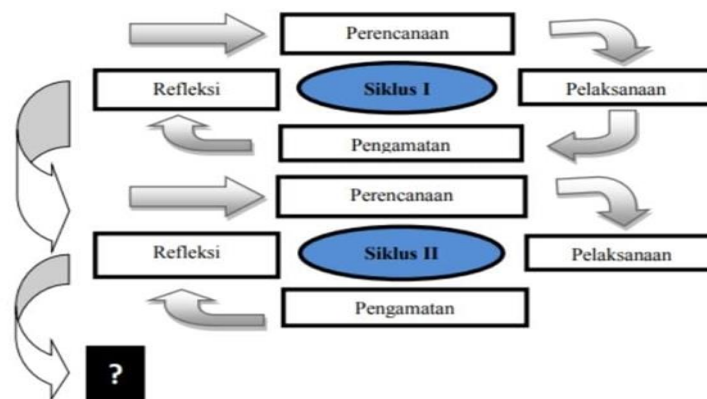 Perencanaan
Refleksi
Siklus I
Pelaksanaan
Pengamatan
Perencanaan
Refleksi
Siklus II
Pelaksanaan
Pengamatan
?